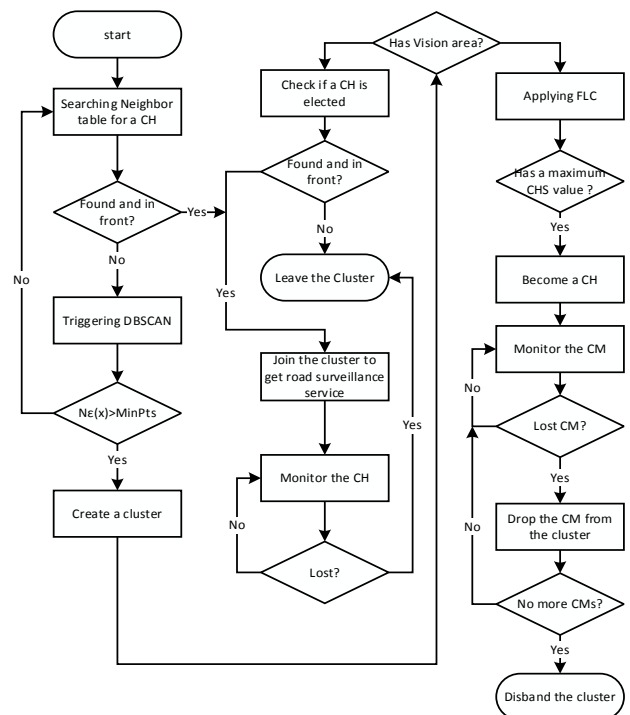 start
Searching Neighbor
table for a CH
Found and in
front?
Yes
No
No
Triggering DBSCAN
Nε(x)>MinPts
Yes
Create a cluster
Has Vision area?
Check if a CH is
elected
Found and in
front?
No
Leave the Cluster
Yes
Join the cluster to
get road surveillance
service
Yes
Monitor the CH
No
Lost?
Applying FLC
Has a maximum
CHS value ?
Yes
Become a CH
Monitor the CM
No
Lost CM?
Yes
Drop the CM from
the cluster
No
No more CMs?
Yes
Disband the cluster